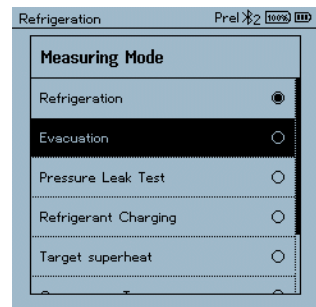 Refrigeration Prel 2 100%
Measuring Mode
Refrigeration
Evacuation
Pressure Leak Test
Refrigerant Charging
Target superheat